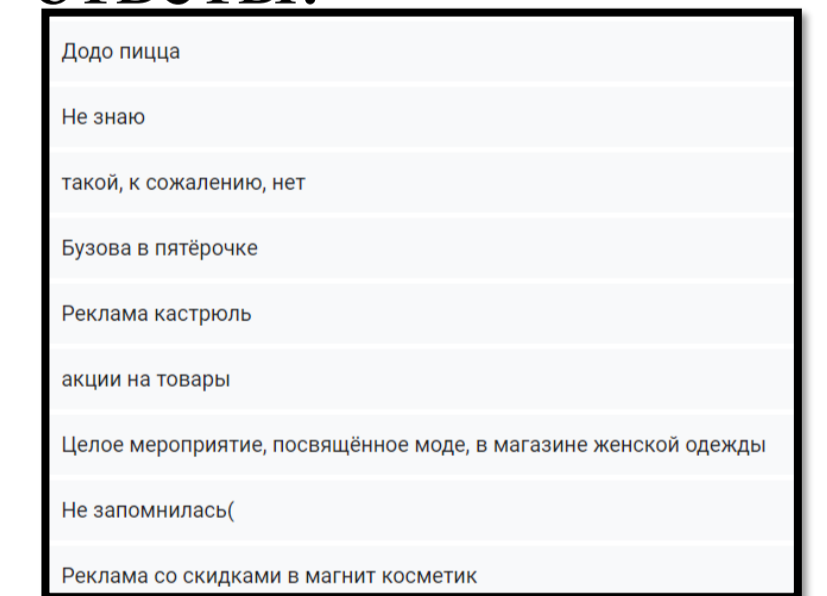 ответы:
Додо пицца
Не знаю
такой, к сожалению, нет
Бузова в пятёрочке
Реклама кастрюль
акции на товары
Целое мероприятие, посвящённое моде, в магазине женской одежды
Не запомнилась(
Реклама со скидками в магнит косметик